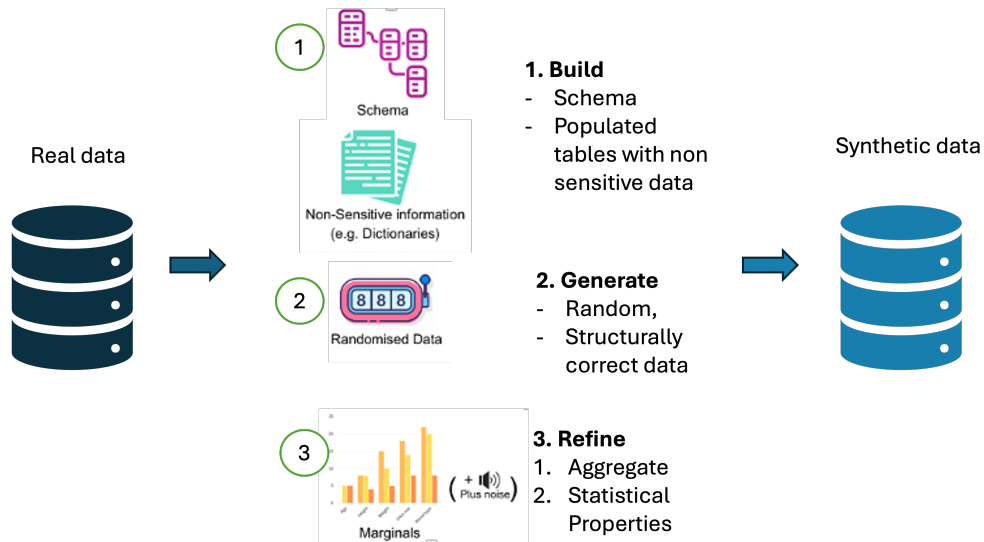 Real data
1
Schema
Non-Sensitive information
(e.g. Dictionaries)
1. Build
- Schema
- Populated
tables with non
sensitive data
2
888
Randomised Data
2. Generate
- Random,
- Structurally
correct data
3
(+
Plus noise)
Marginals
3. Refine
1. Aggregate
2. Statistical
Properties
Synthetic data